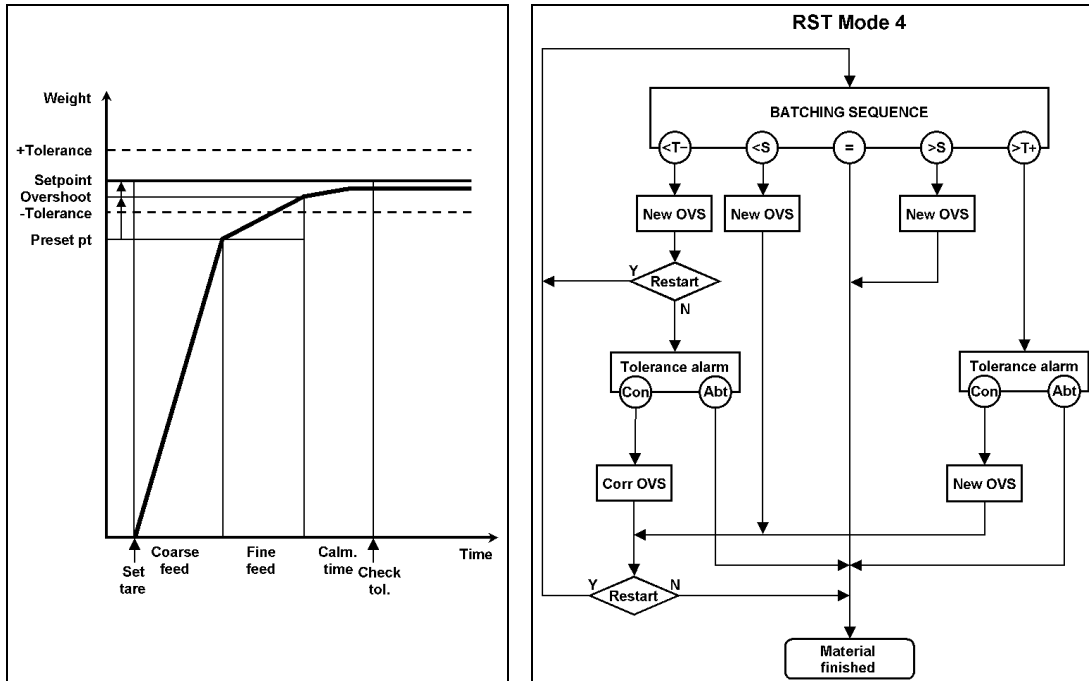 Weight
+Tolerance
Setpoint
Overshoot
-Tolerance
Preset pt
Time
Coarse
feed
Fine
feed
Calm.
time
Set
tare
Check
tol.
RST Mode 4
BATCHING SEQUENCE
<T– <S = >S >T+
New OVS New OVS New OVS
Y Restart
N
Tolerance alarm Tolerance alarm
Con Abt Con Abt
Corr OVS New OVS
Y Restart N
Material
finished